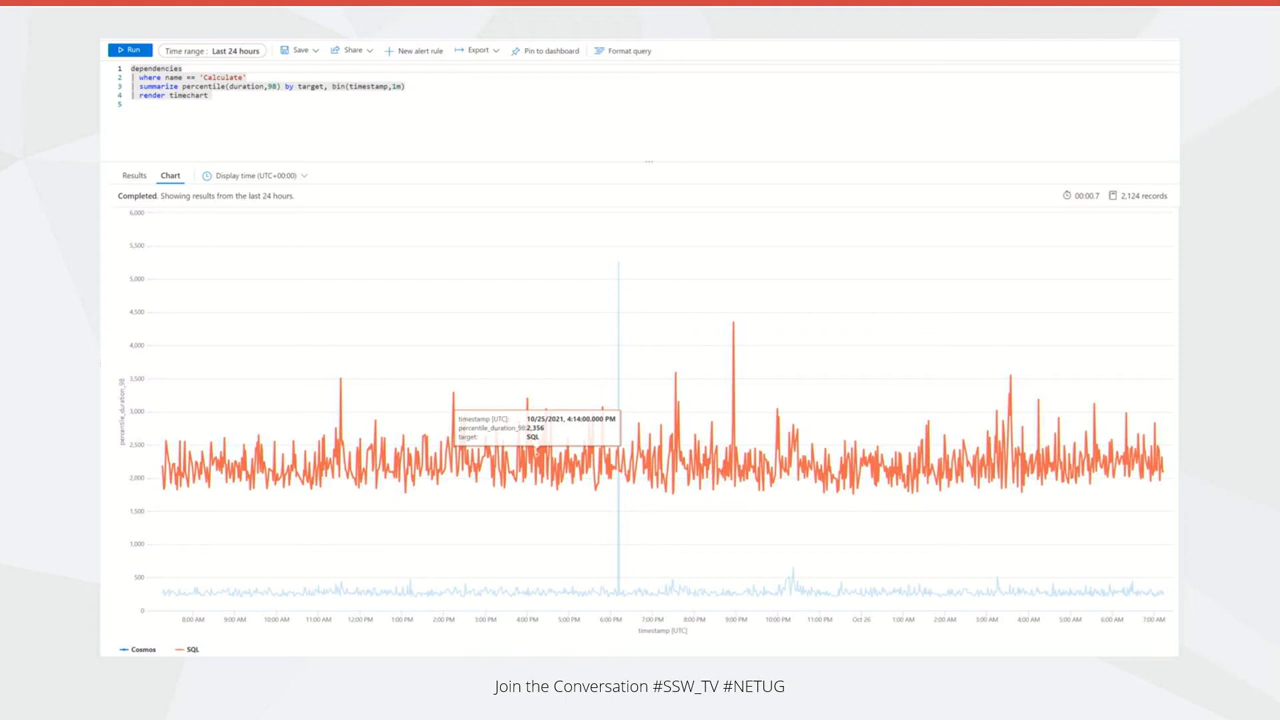 Run
Time range : Last 24 hours
Save
Share
New alert rule
Export
Pin to dashboard
Format query
1 dependencies
2 | where name == 'Calculate'
3 | summarize percentile(duration,98) by target, bin(timestamp,1m)
4 | render timechart
5
Results
Chart
Display time (UTC+00:00)
Completed. Showing results from the last 24 hours.
00:00.7
2,124 records
6,000
5,500
5,000
4,500
4,000
3,500
3,000
2,500
2,000
1,500
1,000
500
0
percentile_duration_98
timestamp [UTC]: 10/25/2021, 4:14:00.000 PM
percentile_duration_98: 2,356
target: SQL
8:00 AM 9:00 AM 10:00 AM 11:00 AM 12:00 PM 1:00 PM 2:00 PM 3:00 PM 4:00 PM 5:00 PM 6:00 PM 7:00 PM 8:00 PM 9:00 PM 10:00 PM 11:00 PM Oct 26 1:00 AM 2:00 AM 3:00 AM 4:00 AM 5:00 AM 6:00 AM 7:00 AM
timestamp [UTC]
Cosmos
SQL
Join the Conversation #SSW_TV #NETUG